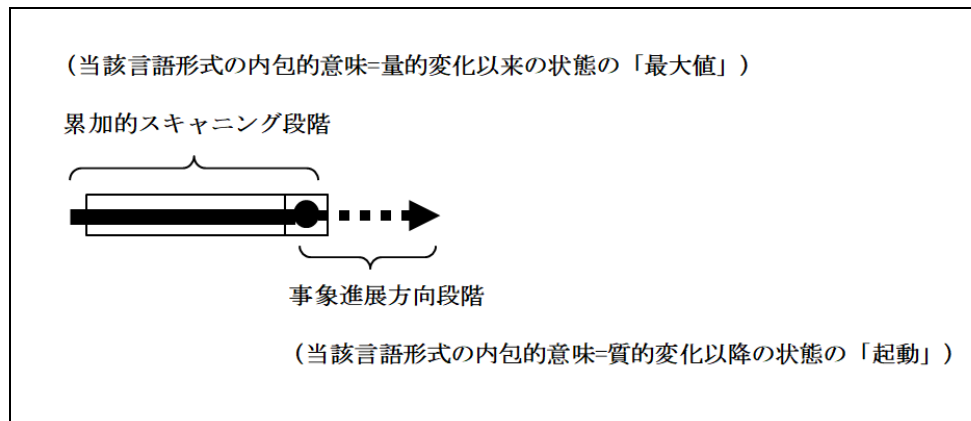 (当該言語形式の内包的意味=量的変化以来の状態の「最大値」)
累加的スキャニング段階
事象進展方向段階
(当該言語形式の内包的意味=質的変化以降の状態の「起動」)